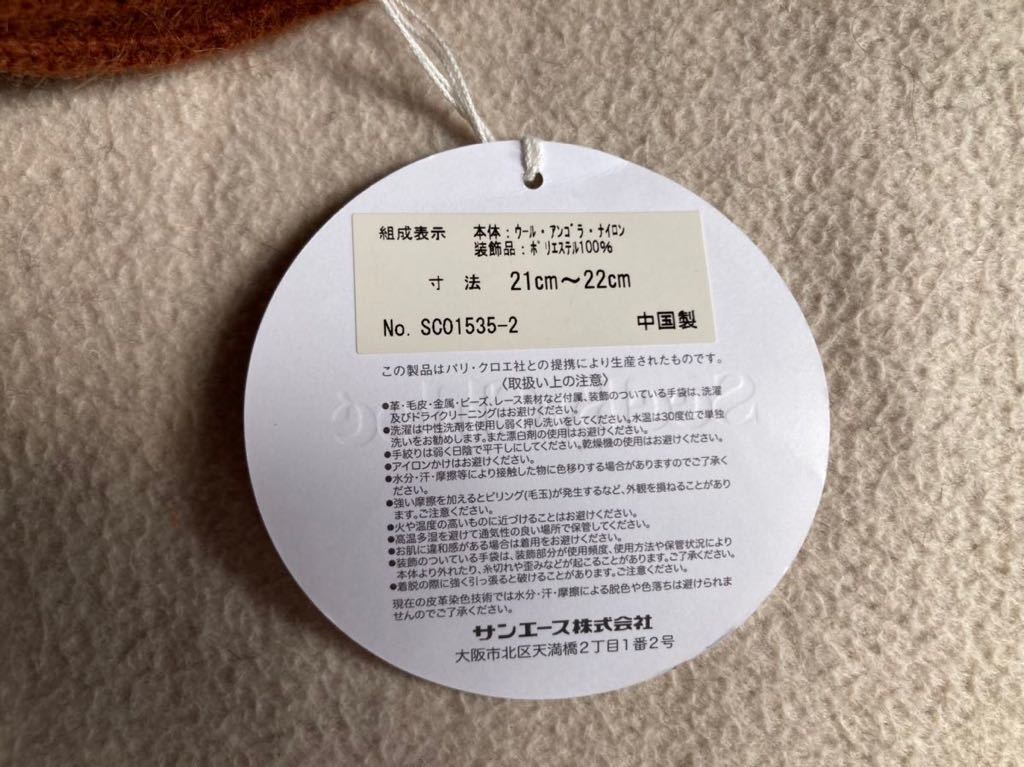 組成表示 本体：ウール・アンゴラ・ナイロン
装飾品：ポリエステル100%
寸 法 21cm〜22cm
No. SCO1535-2 中国製
この製品はパリ・クロエ社との提携により生産されたものです。
〈取扱い上の注意〉
●革・毛皮・金属・ビーズ、レース素材など付属、装飾のついている手袋は、洗濯
及びドライクリーニングはお避けください。
●洗濯は中性洗剤を使用し弱く押し洗いをしてください。水温は30度位で単独
洗いをお勧めします。また漂白剤の使用はお避けください。
●手絞りは弱く日陰で平干しにしてください。乾燥機の使用はお避けください。
●アイロンかけはお避けください。
●水分・汗・摩擦等により接触した物に色移りする場合がありますのでご了承く
ださい。
●強い摩擦を加えるとピリング(毛玉)が発生するなど、外観を損ねることがあり
ます。ご注意ください。
●火や温度の高いものに近づけることはお避けください。
●高温多湿を避けて通気性の良い場所で保管してください。
●お肌に違和感がある場合は着用をお避けください。
●装飾のついている手袋は、装飾部分が使用頻度、使用方法や保管状況により
本体より外れたり、糸切れや歪みなどが起こることがあります。ご了承ください。
●着脱の際に強く引っ張ると破けることがあります。ご注意ください。
現在の皮革染色技術では水分・汗・摩擦による脱色や色落ちは避けられま
せんのでご了承ください。
サンエース株式会社
大阪市北区天満橋2丁目1番2号